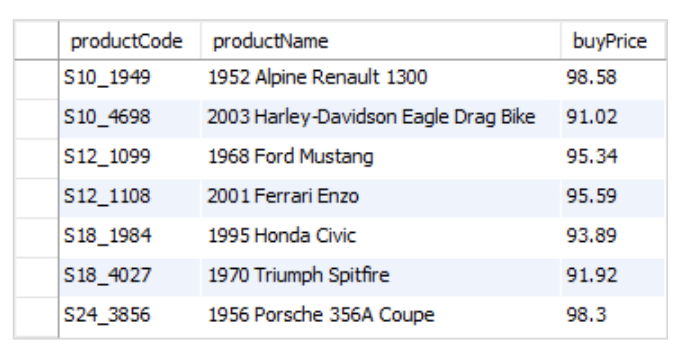 productCode productName buyPrice
S10_1949 1952 Alpine Renault 1300 98.58
S10_4698 2003 Harley-Davidson Eagle Drag Bike 91.02
S12_1099 1968 Ford Mustang 95.34
S12_1108 2001 Ferrari Enzo 95.59
S18_1984 1995 Honda Civic 93.89
S18_4027 1970 Triumph Spitfire 91.92
S24_3856 1956 Porsche 356A Coupe 98.3